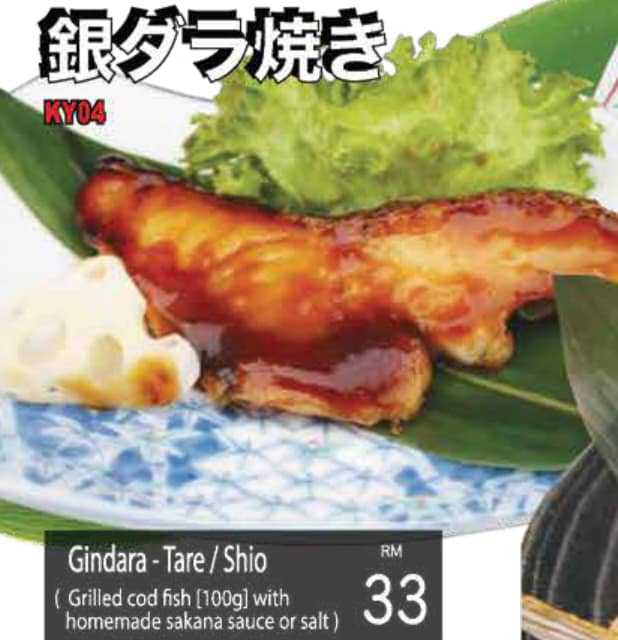 銀ダラ焼き
KY04
Gindara - Tare / Shio
RM
33
( Grilled cod fish [100g] with
homemade sakana sauce or salt )